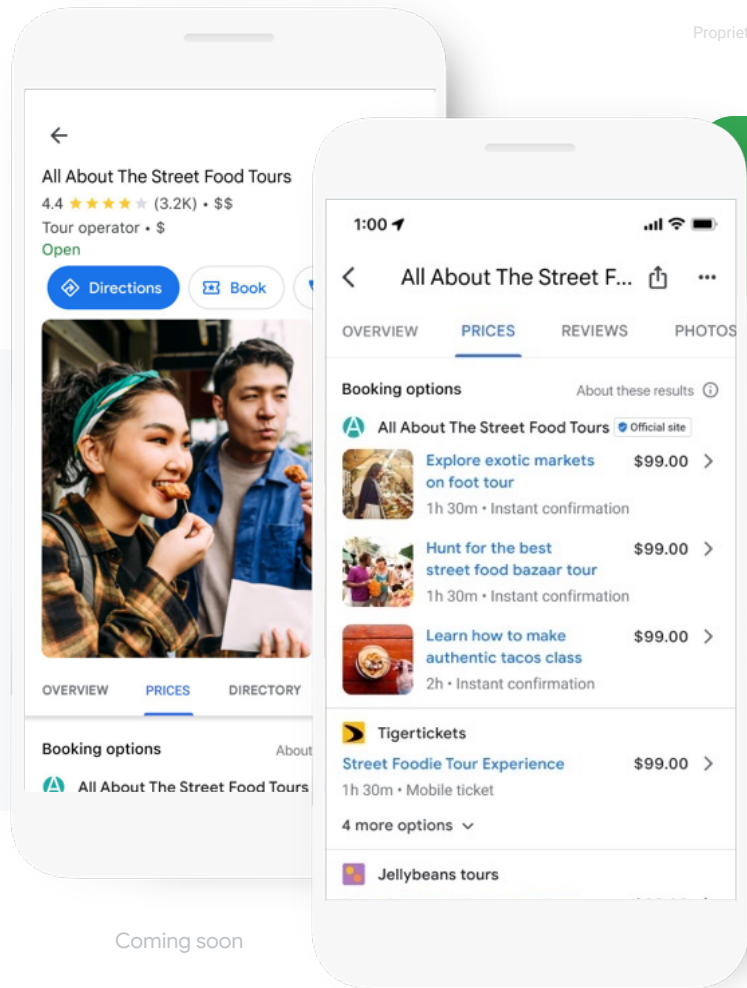 Propriet
All About The Street Food Tours
4.4 ★★★★★ (3.2K) • $$
Tour operator • $
Open
Directions
Book
OVERVIEW PRICES DIRECTORY
Booking options About
All About The Street Food Tours
Coming soon
1:00
All About The Street F... •••
OVERVIEW PRICES REVIEWS PHOTOS
Booking options About these results
All About The Street Food Tours Official site
Explore exotic markets $99.00
on foot tour
1h 30m • Instant confirmation
Hunt for the best $99.00
street food bazaar tour
1h 30m • Instant confirmation
Learn how to make $99.00
authentic tacos class
2h • Instant confirmation
Tigertickets
Street Foodie Tour Experience $99.00
1h 30m • Mobile ticket
4 more options
Jellybeans tours